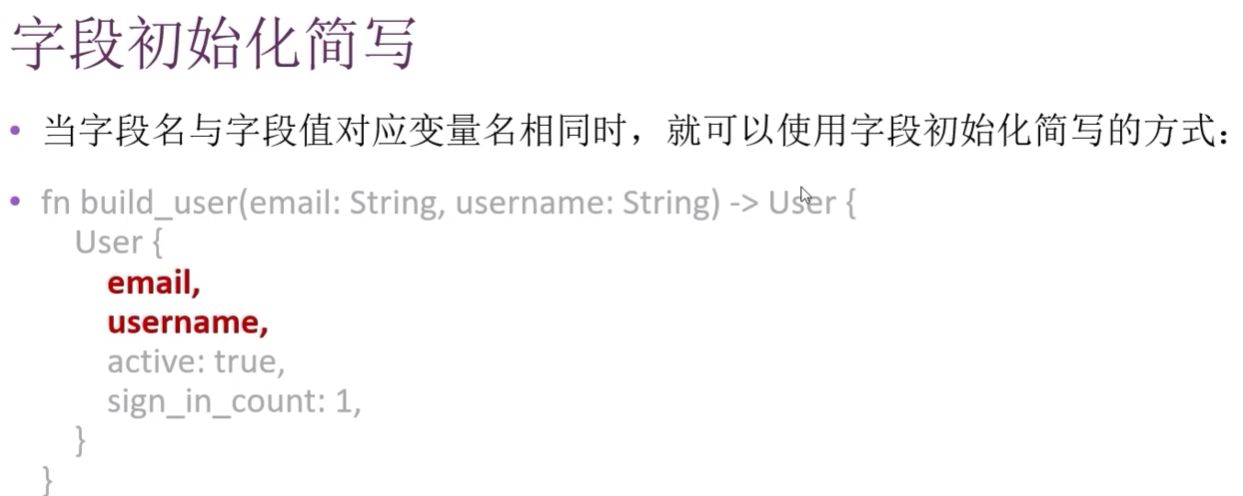 字段初始化简写
• 当字段名与字段值对应变量名相同时，就可以使用字段初始化简写的方式：
• fn build_user(email: String, username: String) -> User {
User {
email,
username,
active: true,
sign_in_count: 1,
}
}